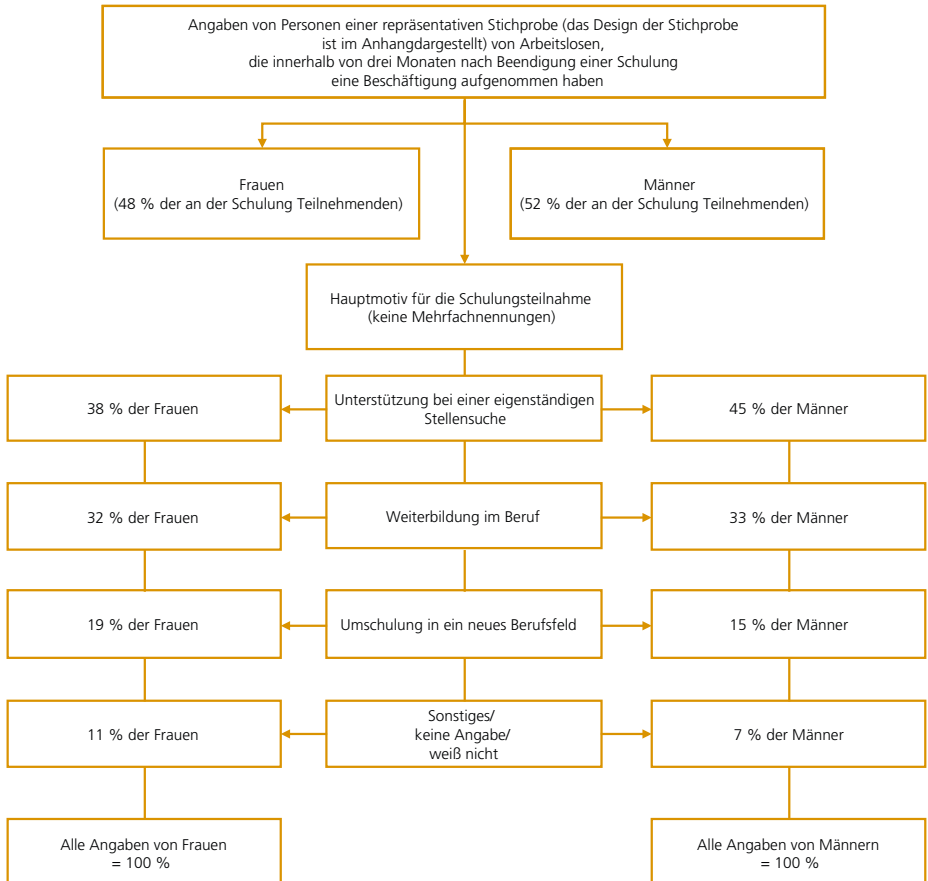 Angaben von Personen einer repräsentativen Stichprobe (das Design der Stichprobe
ist im Anhangdargestellt) von Arbeitslosen,
die innerhalb von drei Monaten nach Beendigung einer Schulung
eine Beschäftigung aufgenommen haben
Frauen
(48 % der an der Schulung Teilnehmenden)
Männer
(52 % der an der Schulung Teilnehmenden)
Hauptmotiv für die Schulungsteilnahme
(keine Mehrfachnennungen)
38 % der Frauen
Unterstützung bei einer eigenständigen
Stellensuche
45 % der Männer
32 % der Frauen
Weiterbildung im Beruf
33 % der Männer
19 % der Frauen
Umschulung in ein neues Berufsfeld
15 % der Männer
11 % der Frauen
Sonstiges/
keine Angabe/
weiß nicht
7 % der Männer
Alle Angaben von Frauen
= 100 %
Alle Angaben von Männern
= 100 %